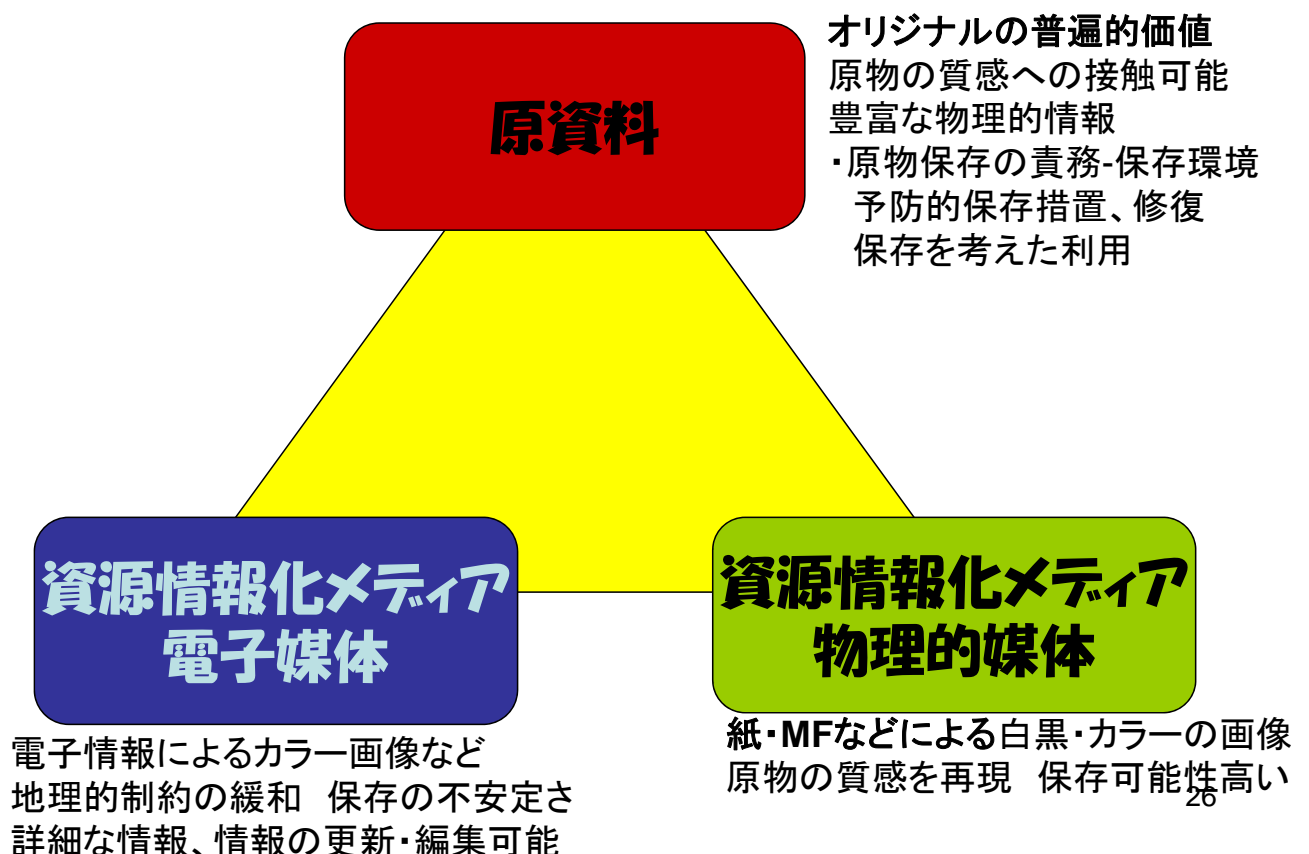 原資料
オリジナルの普遍的価値
原物の質感への接触可能
豊富な物理的情報
・原物保存の責務-保存環境
予防的保存措置、修復
保存を考えた利用
資源情報化メディア
電子媒体
電子情報によるカラー画像など
地理的制約の緩和　保存の不安定さ
詳細な情報、情報の更新・編集可能
資源情報化メディア
物理的媒体
紙・MFなどによる白黒・カラーの画像
原物の質感を再現　保存可能性高い
26